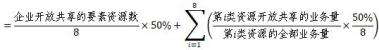 = 企业开放共享的要素资源数/8 × 50% + ∑_{i=1}^{8} (第i类资源开放共享的业务量/第i类资源的全部业务量 × 50%/8)